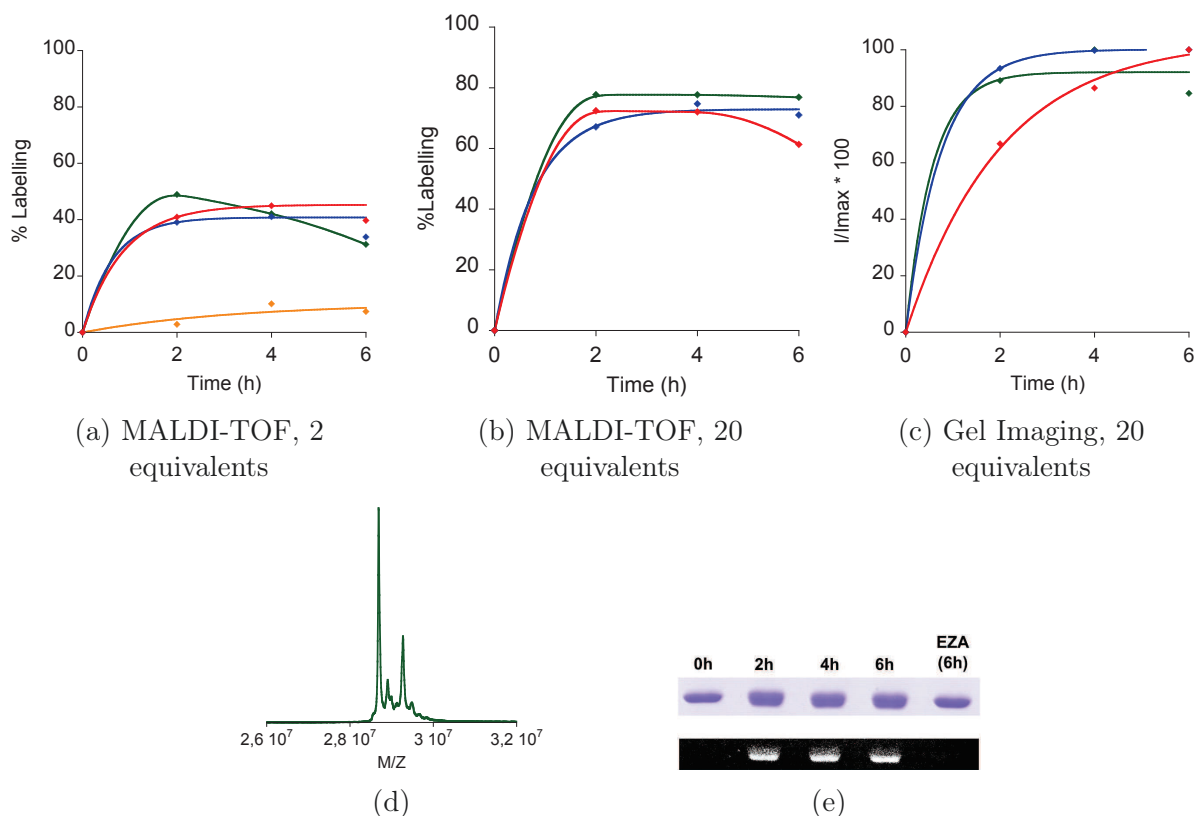 100
80
60
40
20
0
% Labelling
0 2 4 6
Time (h)
(a) MALDI-TOF, 2
equivalents
100
80
60
40
20
0
%Labelling
0 2 4 6
Time (h)
(b) MALDI-TOF, 20
equivalents
100
80
60
40
20
0
I/Imax * 100
0 2 4 6
Time (h)
(c) Gel Imaging, 20
equivalents
2,6 10⁷ 2,8 10⁷ 3 10⁷ 3,2 10⁷
M/Z
(d)
0h 2h 4h 6h EZA
(6h)
(e)